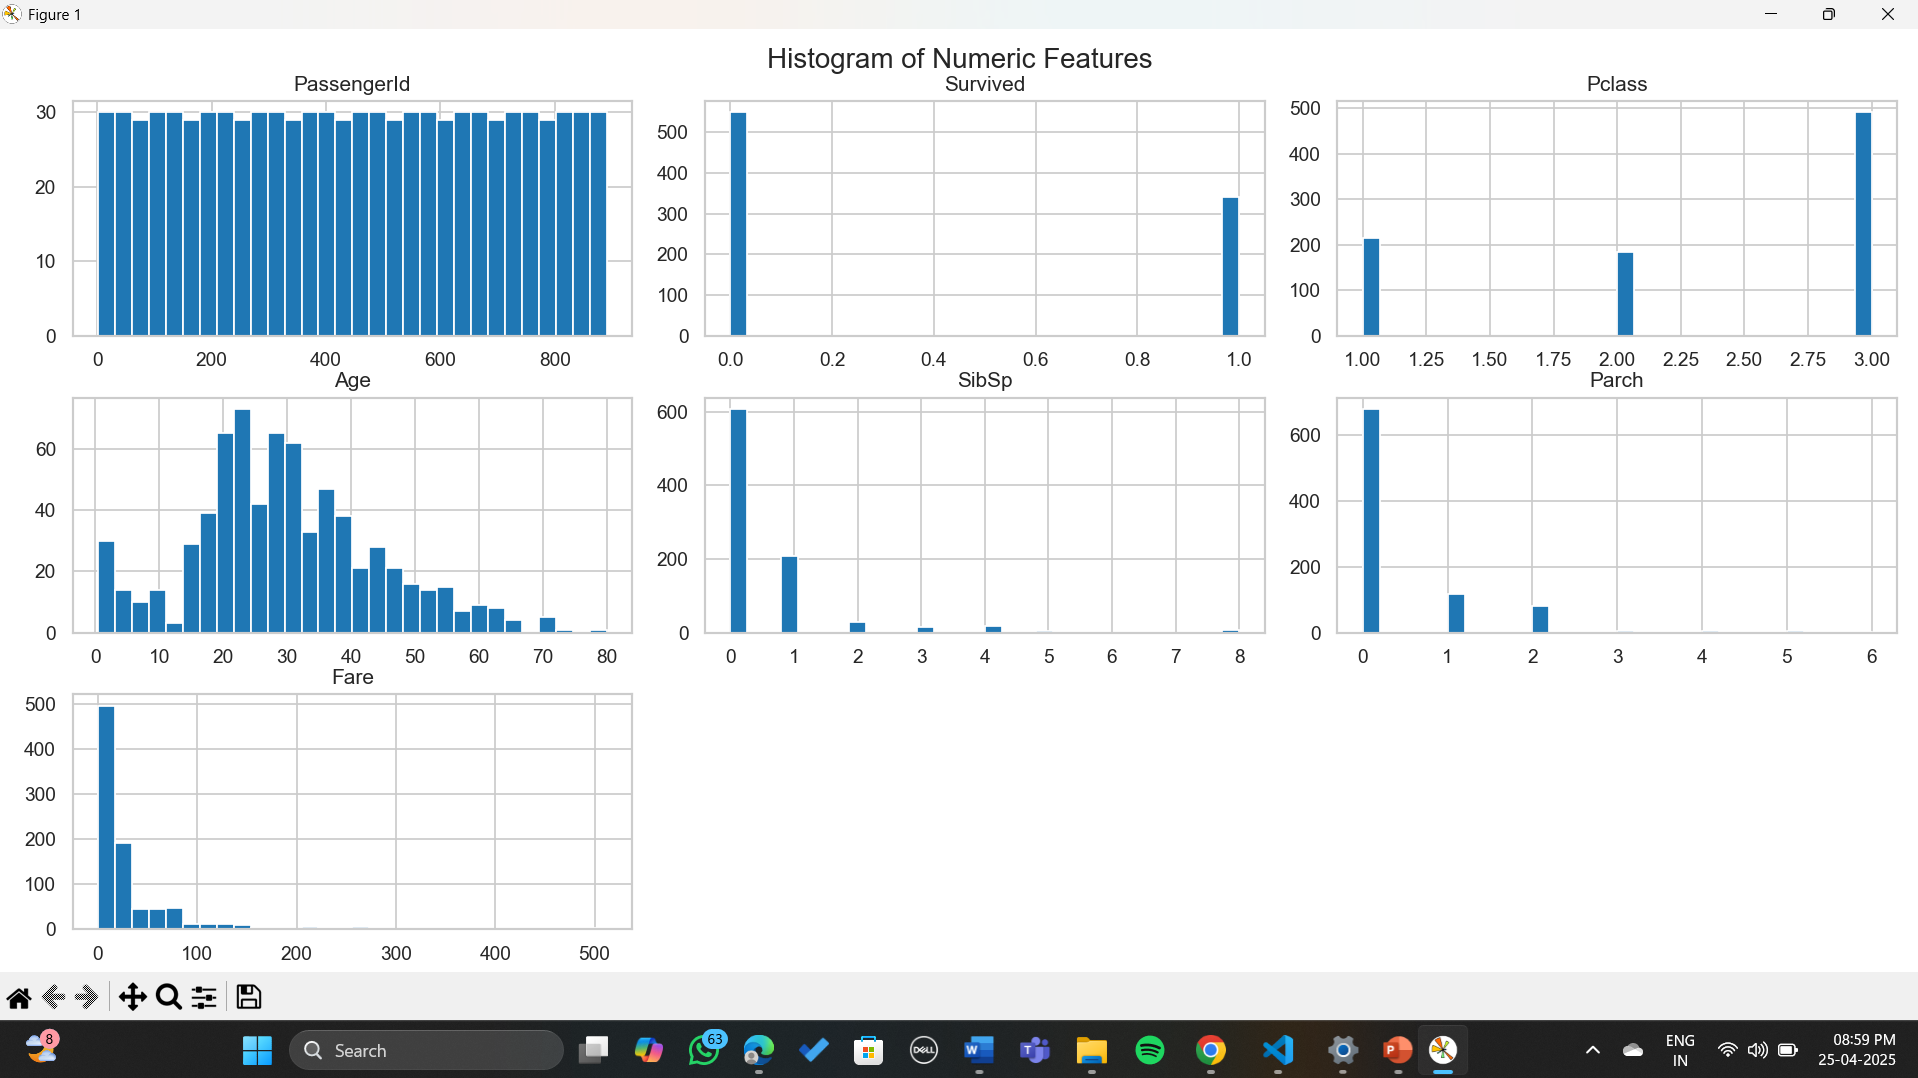 Figure 1
Histogram of Numeric Features
PassengerId
30
20
10
0
0 200 400 600 800
Survived
500
400
300
200
100
0
0.0 0.2 0.4 0.6 0.8 1.0
Pclass
500
400
300
200
100
0
1.00 1.25 1.50 1.75 2.00 2.25 2.50 2.75 3.00
Age
60
40
20
0
0 10 20 30 40 50 60 70 80
SibSp
600
400
200
0
0 1 2 3 4 5 6 7 8
Parch
600
400
200
0
0 1 2 3 4 5 6
Fare
500
400
300
200
100
0
0 100 200 300 400 500
8
Search
63
DELL
W
T
P
ENG
IN
08:59 PM
25-04-2025